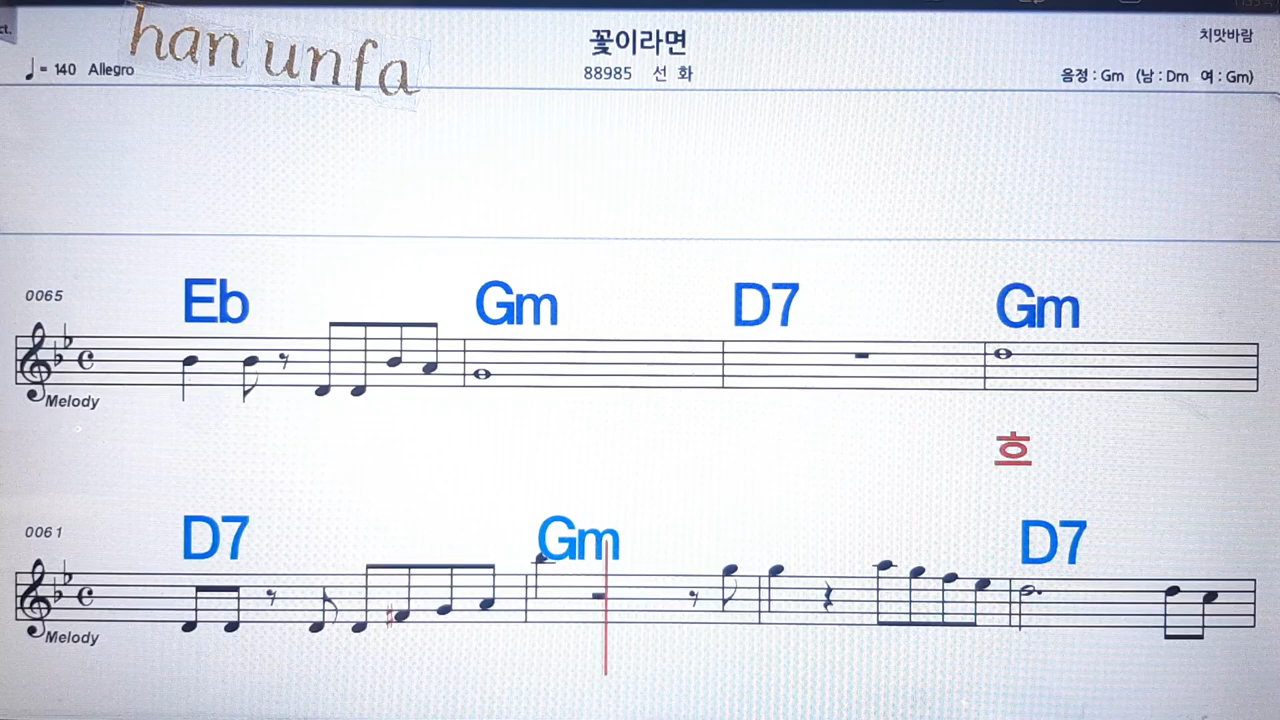 ct.
han unfa
꽃이라면
치맛바람
♩= 140 Allegro
88985 선 화
음정 : Gm (남 : Dm 여 : Gm)
0065
Eb Gm D7 Gm
Melody
흐
0061
D7 Gm D7
Melody